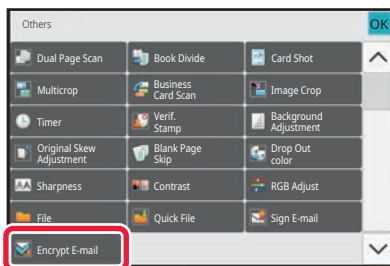 Others
OK
Dual Page Scan
Book Divide
Card Shot
Multicrop
Business
Card Scan
Image Crop
Timer
Verif.
Stamp
Background
Adjustment
Original Skew
Adjustment
Blank Page
Skip
Drop Out
color
Sharpness
Contrast
RGB Adjust
File
Quick File
Sign E-mail
Encrypt E-mail